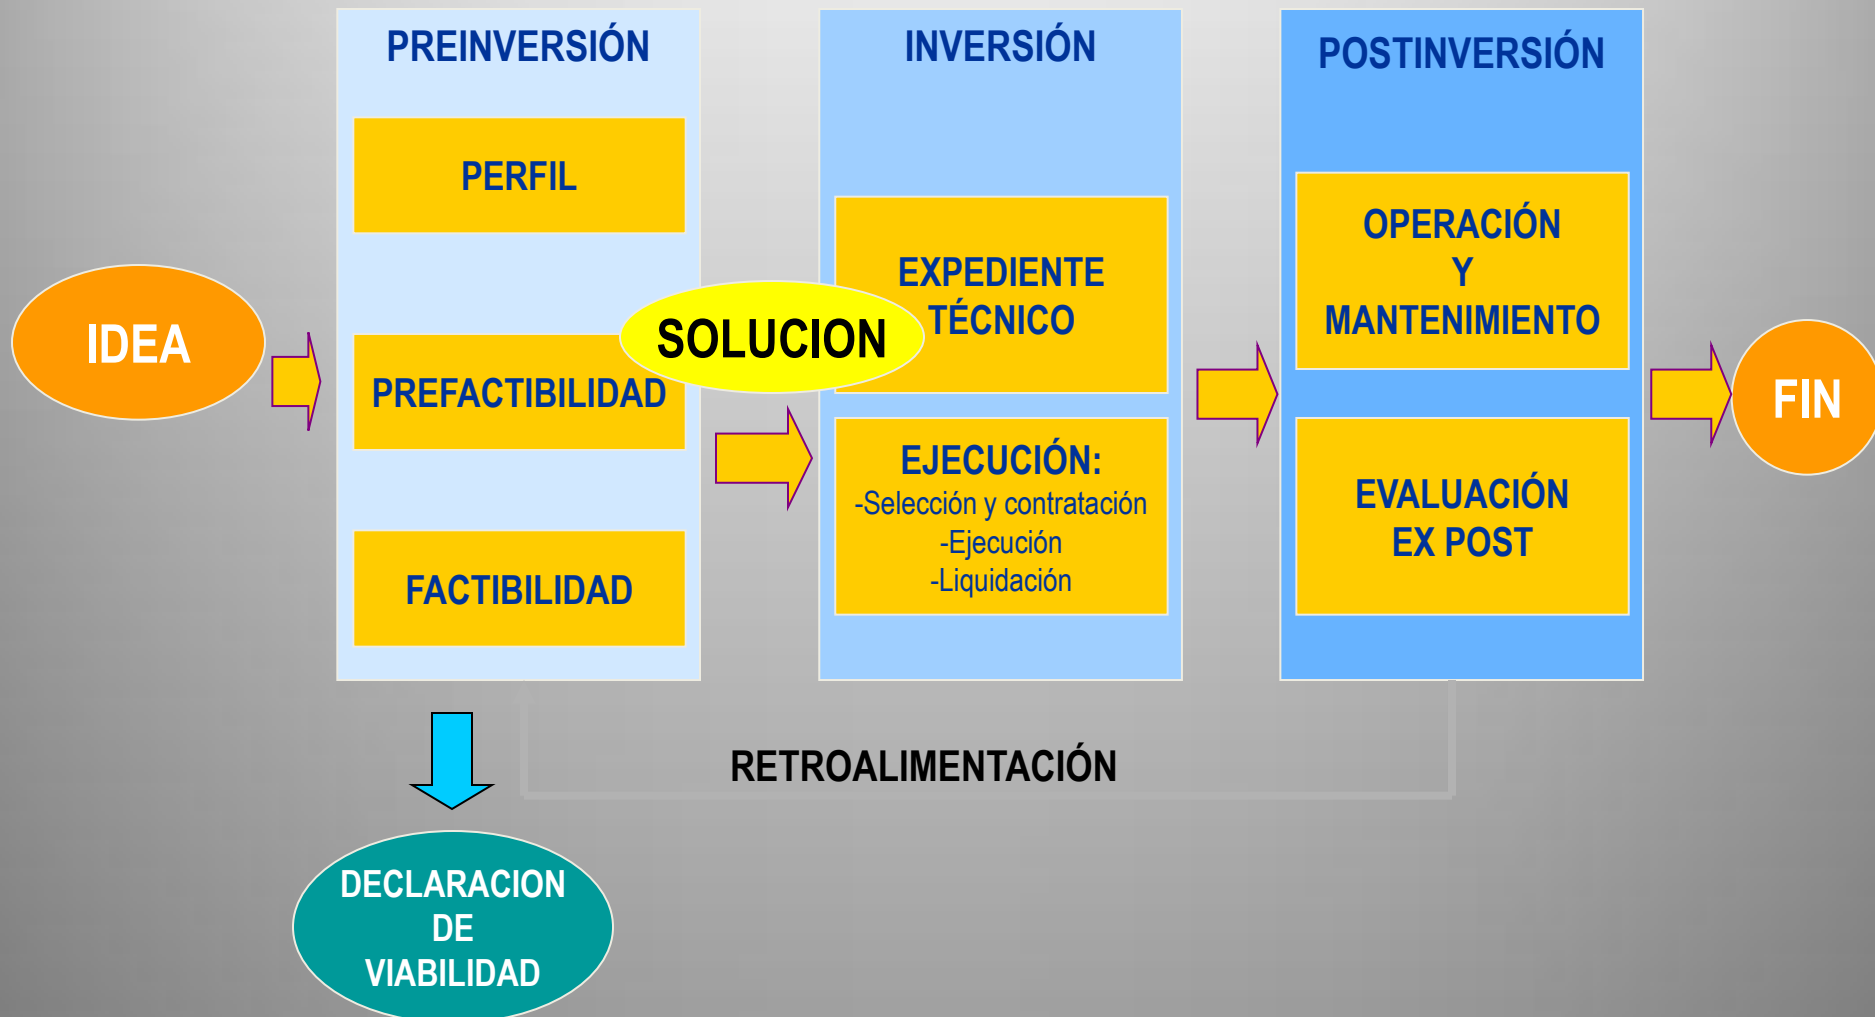 IDEA
PREINVERSIÓN
PERFIL
PREFACTIBILIDAD
FACTIBILIDAD
SOLUCION
INVERSIÓN
EXPEDIENTE
TÉCNICO
EJECUCIÓN:
-Selección y contratación
-Ejecución
-Liquidación
POSTINVERSIÓN
OPERACIÓN
Y
MANTENIMIENTO
EVALUACIÓN
EX POST
FIN
RETROALIMENTACIÓN
DECLARACION
DE
VIABILIDAD